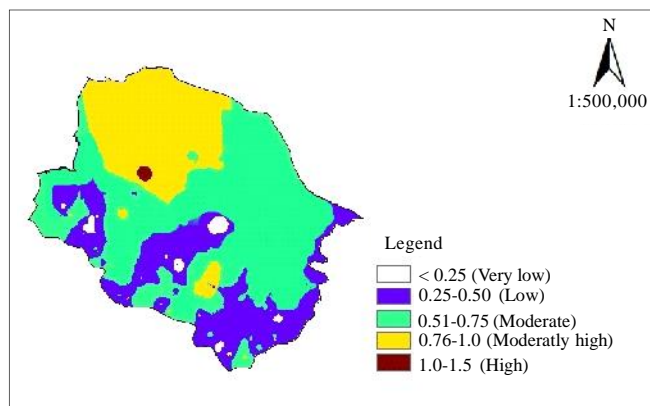 N
1:500,000
Legend
< 0.25 (Very low)
0.25-0.50 (Low)
0.51-0.75 (Moderate)
0.76-1.0 (Moderatly high)
1.0-1.5 (High)